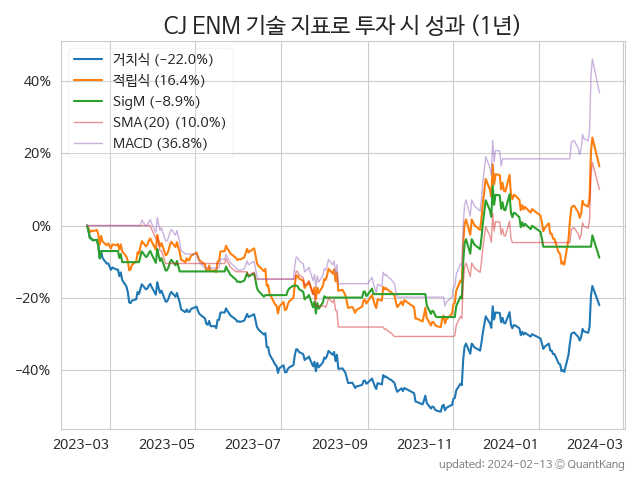 CJ ENM 기술 지표로 투자 시 성과 (1년)
거치식 (−22.0%)
적립식 (16.4%)
SigM (−8.9%)
SMA(20) (10.0%)
MACD (36.8%)
40%
20%
0%
−20%
−40%
2023-03 2023-05 2023-07 2023-09 2023-11 2024-01 2024-03
updated: 2024-02-13 © QuantKang